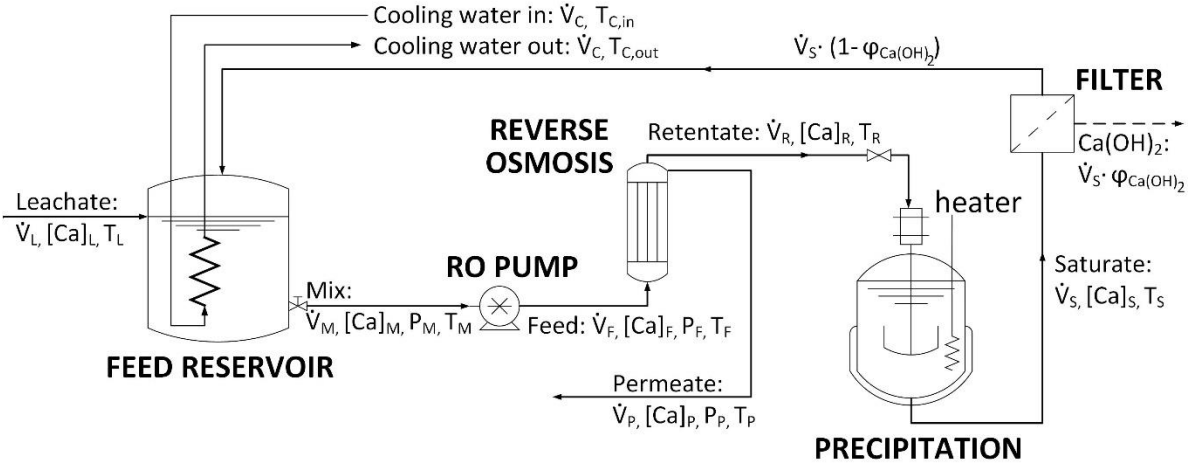 Cooling water in: V̇C, TC,in
Cooling water out: V̇C, TC,out
V̇S· (1- φCa(OH)2)
FILTER
REVERSE
OSMOSIS
Retentate: V̇R, [Ca]R, TR
Ca(OH)2:
V̇S· φCa(OH)2
Leachate:
V̇L, [Ca]L, TL
heater
RO PUMP
Mix:
V̇M, [Ca]M, PM, TM
Feed: V̇F, [Ca]F, PF, TF
Saturate:
V̇S, [Ca]S, TS
FEED RESERVOIR
Permeate:
V̇P, [Ca]P, PP, TP
PRECIPITATION